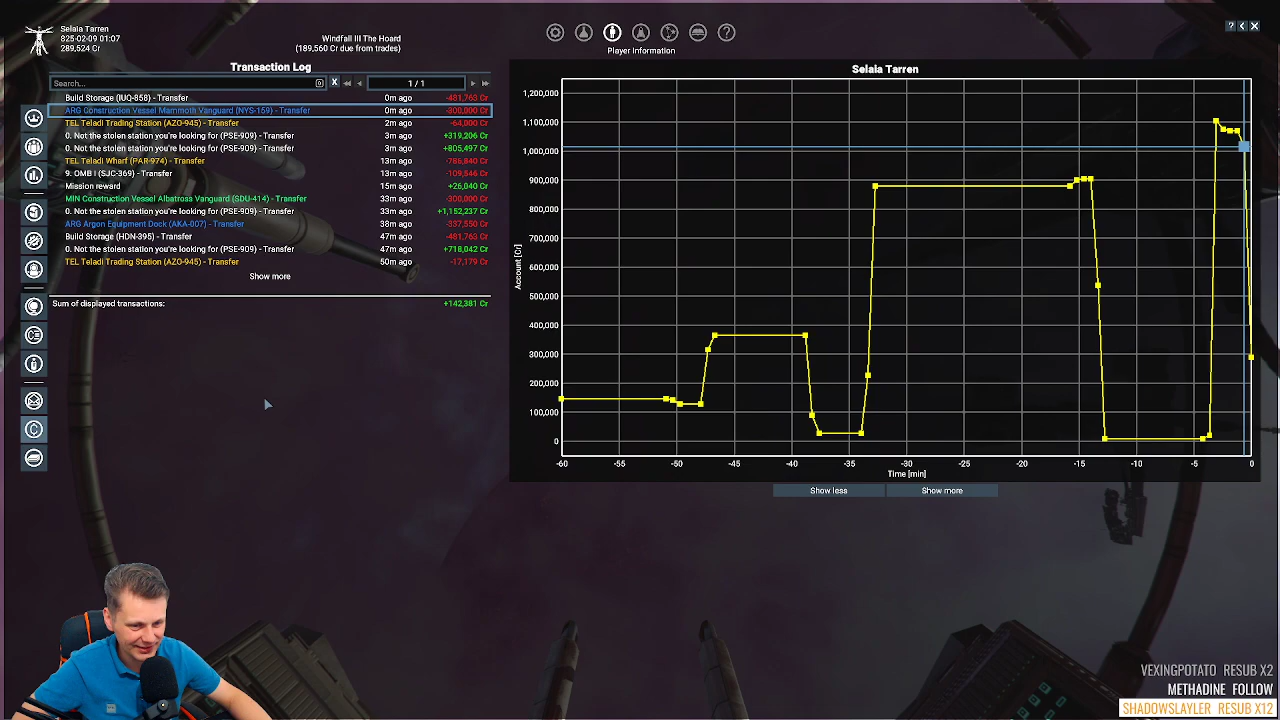 Selaia Tarren
825-02-09 01:07
289,524 Cr
Windfall III The Hoard
(189,560 Cr due from trades)
Player Information
? < X
Transaction Log
Search...
X
1 / 1
Build Storage (IUQ-858) - Transfer 0m ago -481,763 Cr
ARG Construction Vessel Mammoth Vanguard (NYS-159) - Transfer 0m ago -300,000 Cr
TEL Teladi Trading Station (AZO-945) - Transfer 2m ago -64,000 Cr
0. Not the stolen station you're looking for (PSE-909) - Transfer 3m ago +319,206 Cr
0. Not the stolen station you're looking for (PSE-909) - Transfer 3m ago +805,497 Cr
TEL Teladi Wharf (PAR-974) - Transfer 13m ago -786,840 Cr
9. OMB I (SJC-369) - Transfer 13m ago -109,546 Cr
Mission reward 15m ago +26,040 Cr
MIN Construction Vessel Albatross Vanguard (SDU-414) - Transfer 33m ago -300,000 Cr
0. Not the stolen station you're looking for (PSE-909) - Transfer 33m ago +1,152,237 Cr
ARG Argon Equipment Dock (AKA-007) - Transfer 38m ago -337,550 Cr
Build Storage (HDN-395) - Transfer 47m ago -481,763 Cr
0. Not the stolen station you're looking for (PSE-909) - Transfer 47m ago +718,042 Cr
TEL Teladi Trading Station (AZO-945) - Transfer 50m ago -17,179 Cr
Show more
Sum of displayed transactions: +142,381 Cr
Selaia Tarren
1,200,000
1,100,000
1,000,000
900,000
800,000
700,000
600,000
500,000
400,000
300,000
200,000
100,000
0
Account [Cr]
-60 -55 -50 -45 -40 -35 -30 -25 -20 -15 -10 -5 0
Time [min]
Show less
Show more
VEXINGPOTATO RESUB X2
METHADINE FOLLOW
SHADOWSLAYLER RESUB X12